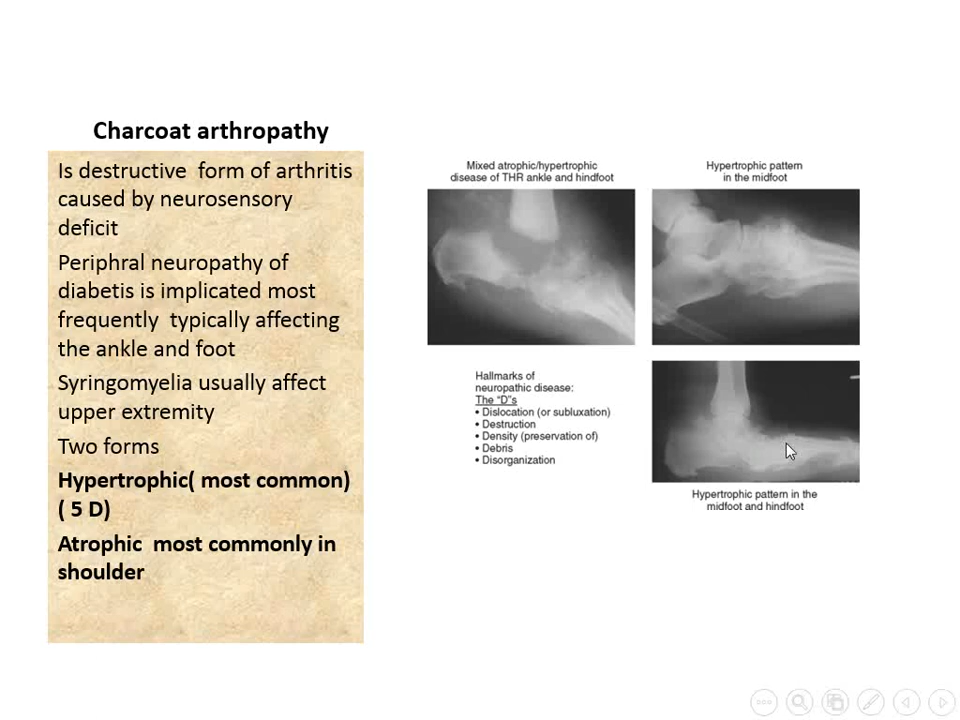 Charcoat arthropathy
Is destructive form of arthritis
caused by neurosensory
deficit
Periphral neuropathy of
diabetis is implicated most
frequently typically affecting
the ankle and foot
Syringomyelia usually affect
upper extremity
Two forms
Hypertrophic( most common)
( 5 D)
Atrophic most commonly in
shoulder
Mixed atrophic/hypertrophic
disease of THR ankle and hindfoot
Hypertrophic pattern
in the midfoot
Hallmarks of
neuropathic disease:
The "D"s
• Dislocation (or subluxation)
• Destruction
• Density (preservation of)
• Debris
• Disorganization
Hypertrophic pattern in the
midfoot and hindfoot